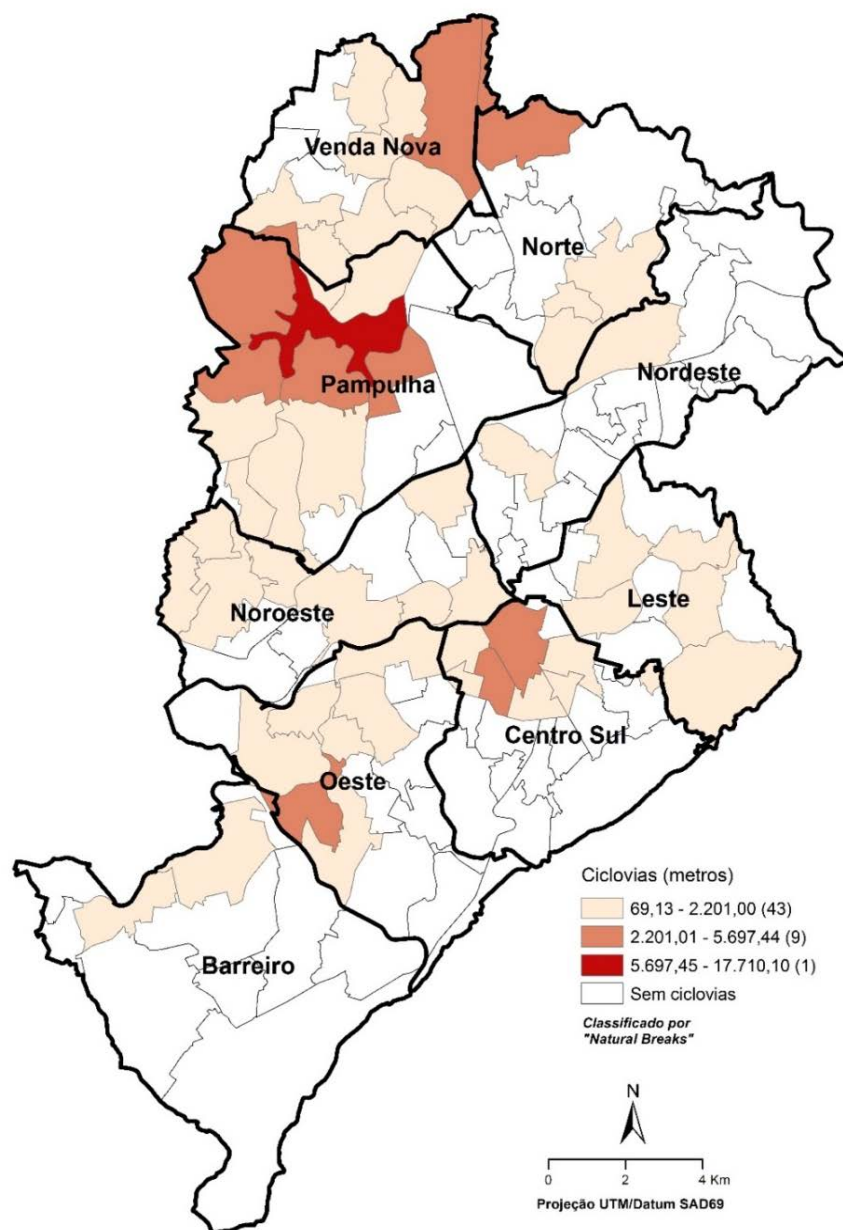 Venda Nova
Norte
Nordeste
Pampulha
Noroeste
Leste
Centro Sul
Oeste
Barreiro
Ciclovias (metros)
69,13 - 2.201,00 (43)
2.201,01 - 5.697,44 (9)
5.697,45 - 17.710,10 (1)
Sem ciclovias
Classificado por
"Natural Breaks"
N
0 2 4 Km
Projeção UTM/Datum SAD69